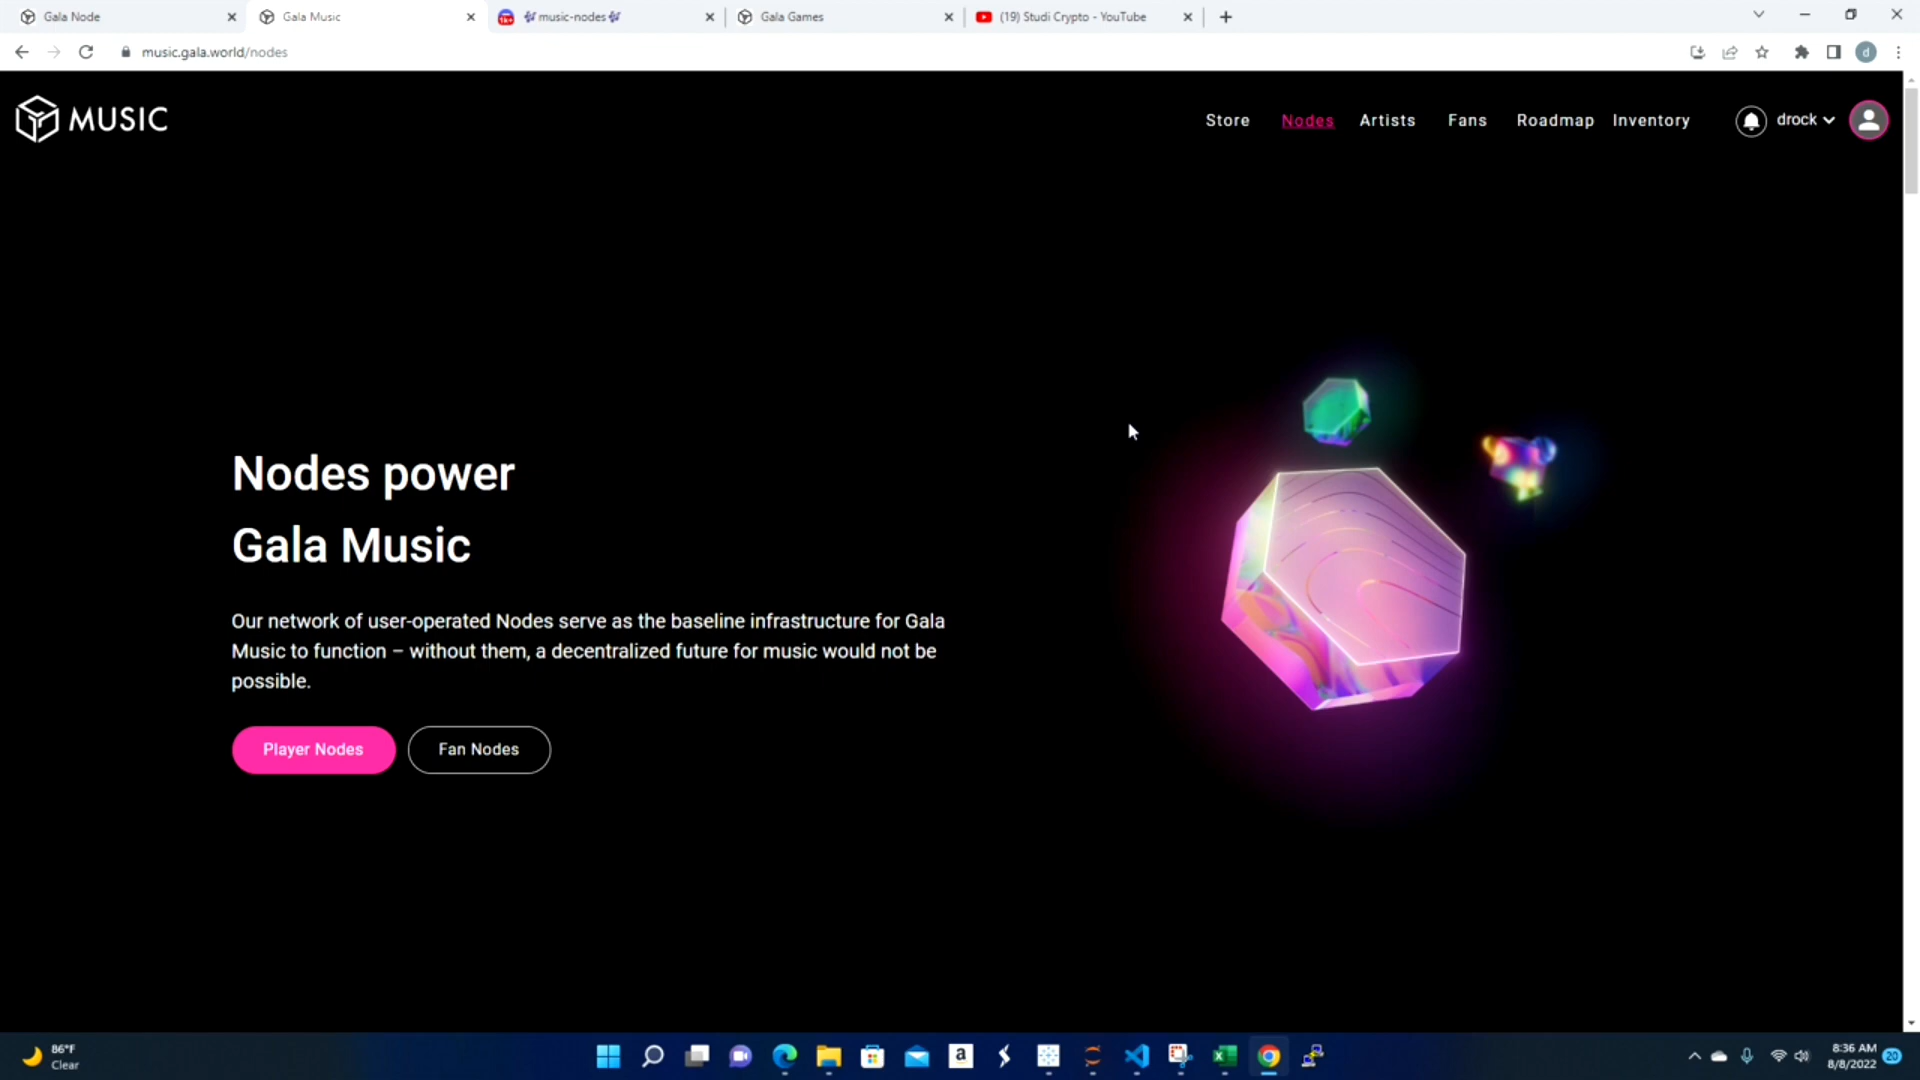 Gala Node
Gala Music
music-nodes
Gala Games
(19) Studi Crypto - YouTube
music.gala.world/nodes
d
MUSIC
Store
Nodes
Artists
Fans
Roadmap
Inventory
drock
Nodes power
Gala Music
Our network of user-operated Nodes serve as the baseline infrastructure for Gala
Music to function – without them, a decentralized future for music would not be
possible.
Player Nodes
Fan Nodes
86°F
Clear
a
8:36 AM
8/8/2022
20